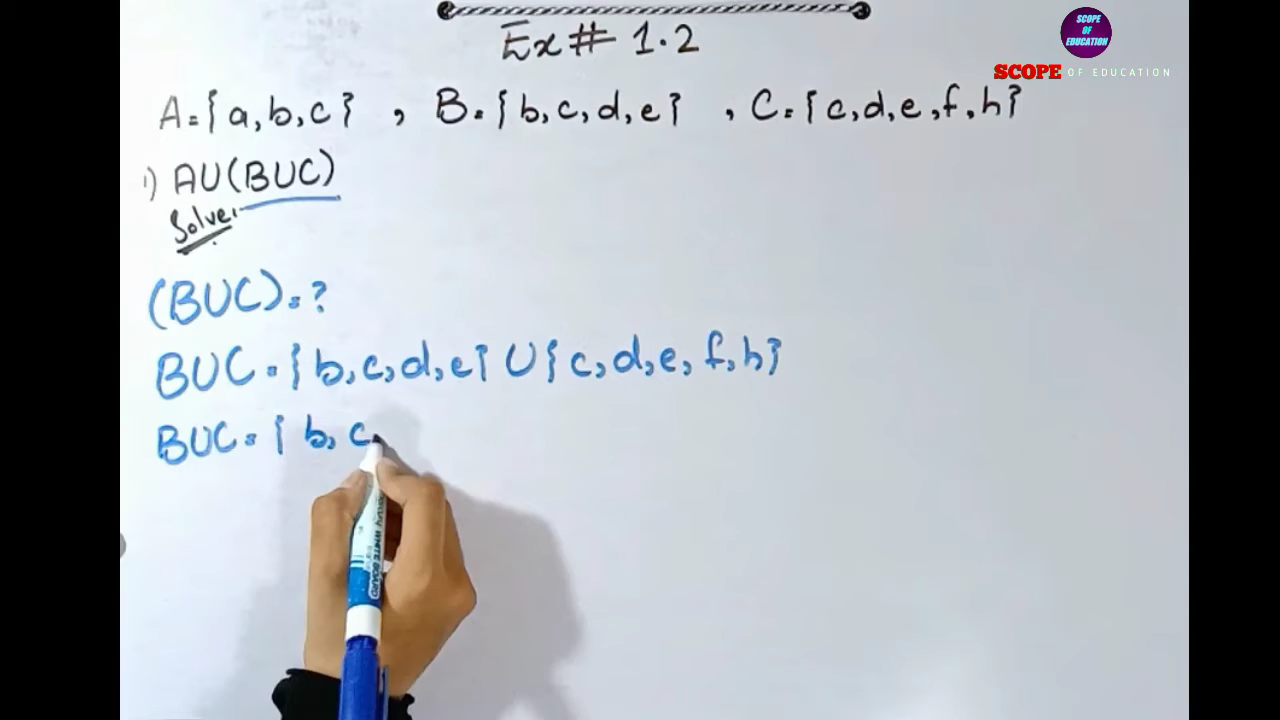 Ex# 1.2
SCOPE
OF
EDUCATION
SCOPE OF EDUCATION
A={a,b,c} , B={b,c,d,e} , C={c,d,e,f,h}
i) AU(BUC)
Solve:
(BUC)=?
BUC={b,c,d,e}U{c,d,e,f,h}
BUC={b,c